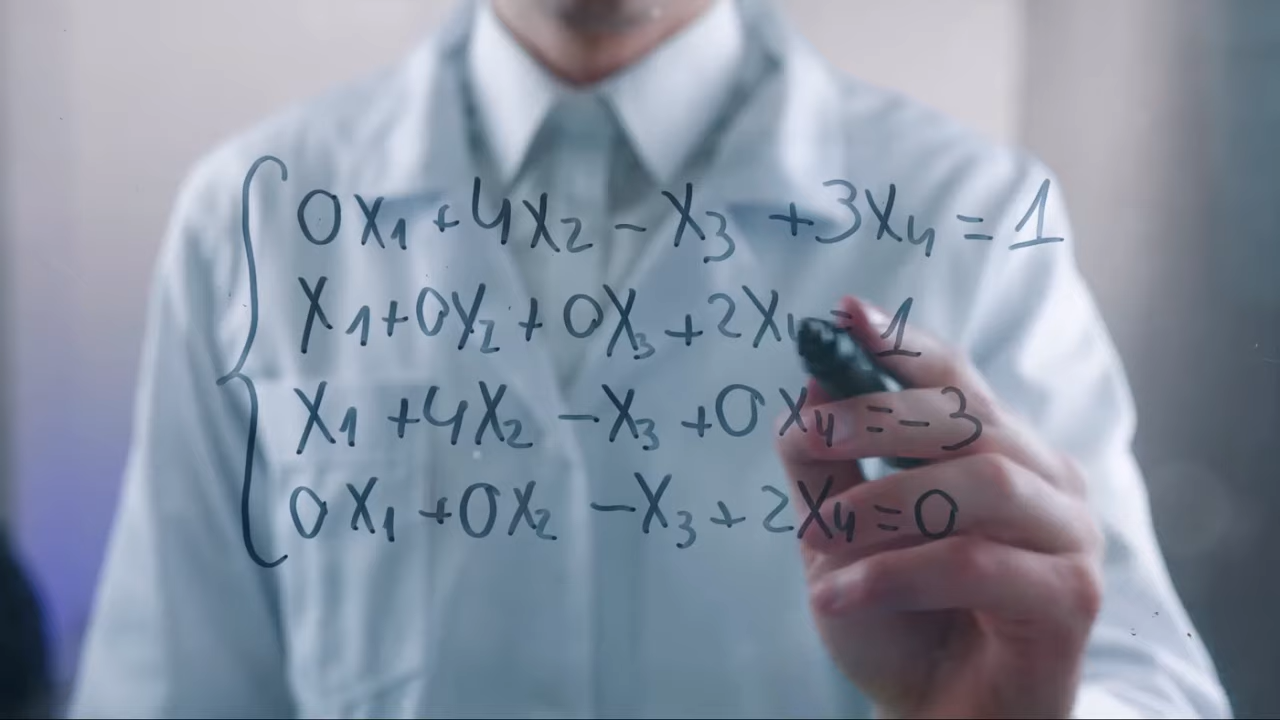 0x₁ + 4x₂ - x₃ + 3x₄ = 1
x₁ + 0x₂ + 0x₃ + 2x₄ = 1
x₁ + 4x₂ - x₃ + 0x₄ = -3
0x₁ + 0x₂ - x₃ + 2x₄ = 0